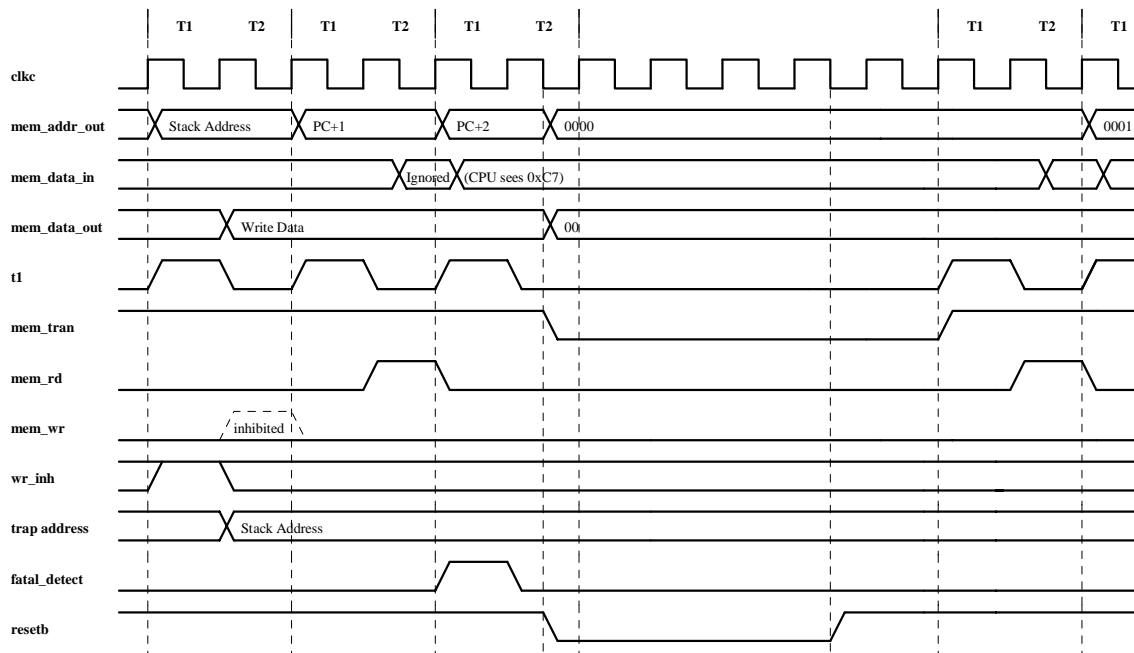 T1 T2 T1 T2 T1 T2 T1 T2 T1
clkc
mem_addr_out Stack Address PC+1 PC+2 0000 0001
mem_data_in Ignored (CPU sees 0xC7)
mem_data_out Write Data 00
t1
mem_tran
mem_rd
mem_wr inhibited
wr_inh
trap address Stack Address
fatal_detect
resetb